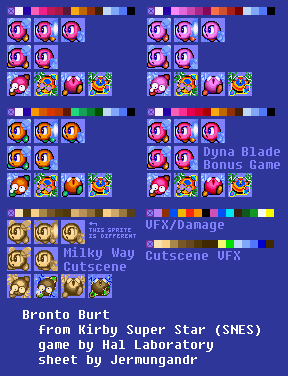 Dyna Blade
Bonus Game
THIS SPRITE
IS DIFFERENT
Milky Way
Cutscene
VFX/Damage
Cutscene VFX
Bronto Burt
from Kirby Super Star (SNES)
game by Hal Laboratory
sheet by Jermungandr